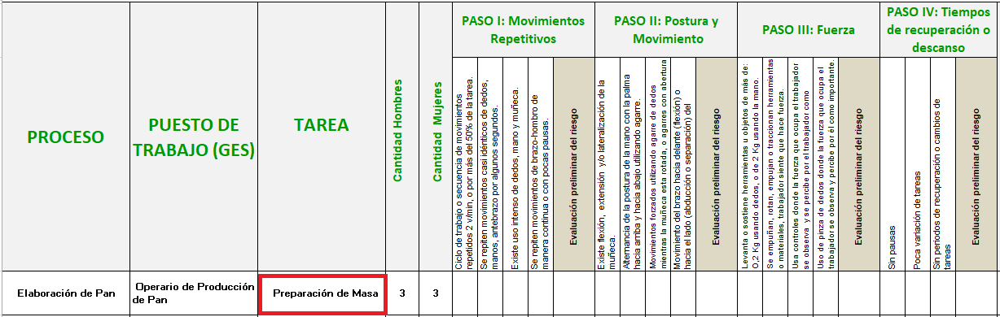 PROCESO
PUESTO DE
TRABAJO (GES)
TAREA
Cantidad Hombres
Cantidad Mujeres
PASO I: Movimientos
Repetitivos
Ciclo de trabajo o secuencia de movimientos
repetidos 2 v/min, o por más del 50% de la tarea.
Se repiten movimientos casi idénticos de dedos,
manos, antebrazo por algunos segundos.
Existe uso intenso de dedos, mano y muñeca.
Se repiten movimientos de brazo-hombro de
manera continua o con pocas pausas.
Evaluación preliminar del riesgo
PASO II: Postura y
Movimiento
Existe flexión, extensión y/o lateralización de la
muñeca.
Alternancia de la postura de la mano con la palma
hacia arriba y hacia abajo utilizando agarre.
Movimientos forzados utilizando agarre de dedos
mientras la muñeca esta rotada, o agarres con abertura
Movimiento del brazo hacia delante (flexión) o
hacia el lado (abducción o separación) del
Evaluación preliminar del riesgo
PASO III: Fuerza
Levanta o sostiene herramientas u objetos de más de:
O,2 Kg usando dedos, o de 2 Kg usando la mano.
Se empuñan, rotan, empujan o traccionan herramientas
o materiales, trabajador siente que hace fuerza.
Usa controles donde la fuerza que ocupa el trabajador
se observa y se percibe por el trabajador como
Uso de pinza de dedos donde la fuerza que ocupa el
trabajador se observa y percibe por él como importante.
Evaluación preliminar del riesgo
PASO IV: Tiempos
de recuperación o
descanso
Sin pausas
Poca variación de tareas
Sin periodos de recuperación o cambios de
tareas
Evaluación preliminar del riesgo
Elaboración de Pan
Operario de Producción
de Pan
Preparación de Masa
3
3